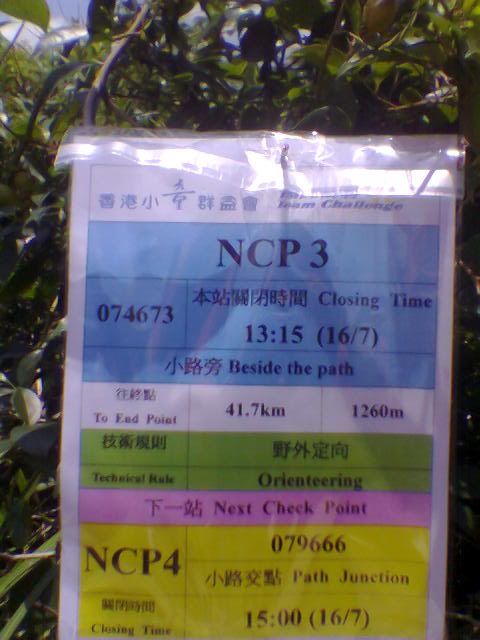 香港小童群益會 Team Challenge
NCP 3
074673
本站關閉時間 Closing Time
13:15 (16/7)
小路旁 Beside the path
往終點
To End Point
41.7km
1260m
技術規則
Technical Rule
野外定向
Orienteering
下一站 Next Check Point
NCP4
079666
小路交點 Path Junction
關閉時間
Closing Time
15:00 (16/7)